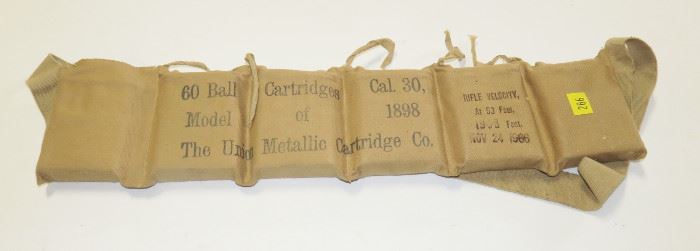 60 Ball Cartridges Cal. 30,
Model of 1898
The Union Metallic Cartridge Co.
RIFLE VELOCITY,
At 53 Feet,
Feet.
NOV 24
266